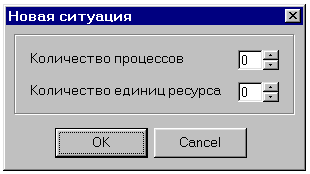 Новая ситуация
Количество процессов 0
Количество единиц ресурса 0
OK Cancel